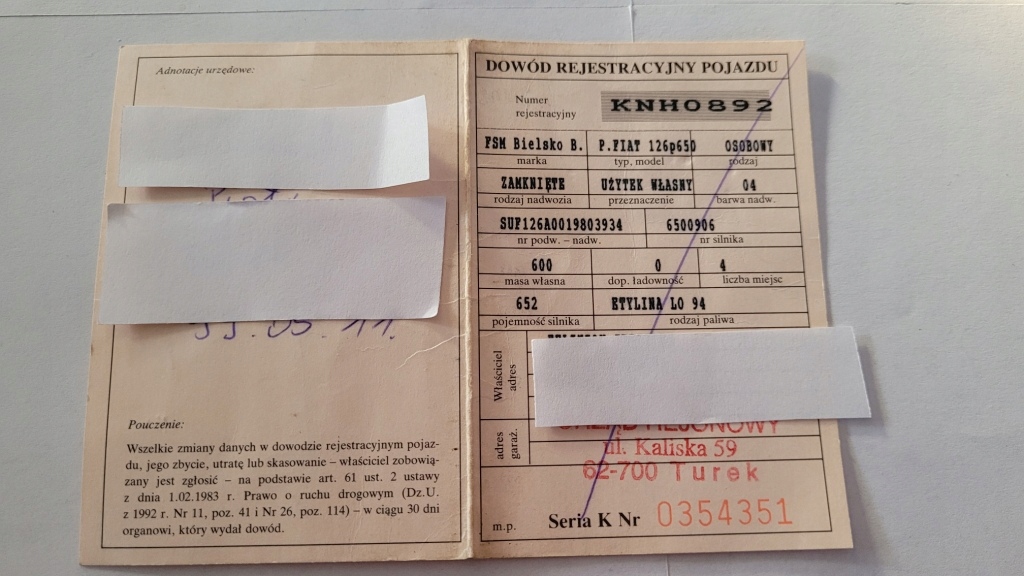 Adnotacje urzędowe:
99.03.11.
Pouczenie:
Wszelkie zmiany danych w dowodzie rejestracyjnym pojaz-
du, jego zbycie, utratę lub skasowanie – właściciel zobowią-
zany jest zgłosić – na podstawie art. 61 ust. 2 ustawy
z dnia 1.02.1983 r. Prawo o ruchu drogowym (Dz.U.
z 1992 r. Nr 11, poz. 41 i Nr 26, poz. 114) – w ciągu 30 dni
organowi, który wydał dowód.
DOWÓD REJESTRACYJNY POJAZDU
Numer
rejestracyjny
KNH0892
FSM Bielsko B. P.FIAT 126p650 OSOBOWY
marka typ, model rodzaj
ZAMKNIĘTE UŻYTEK WŁASNY 04
rodzaj nadwozia przeznaczenie barwa nadw.
SUF126A0019803934 6500906
nr podw. – nadw. nr silnika
600 0 4
masa własna dop. ładowność liczba miejsc
652 ETYLINA LO 94
pojemność silnika rodzaj paliwa
Właściciel
adres
adres
garaż.
URZĄD REJONOWY
ul. Kaliska 59
62-700 Turek
m.p. Seria K Nr 0354351